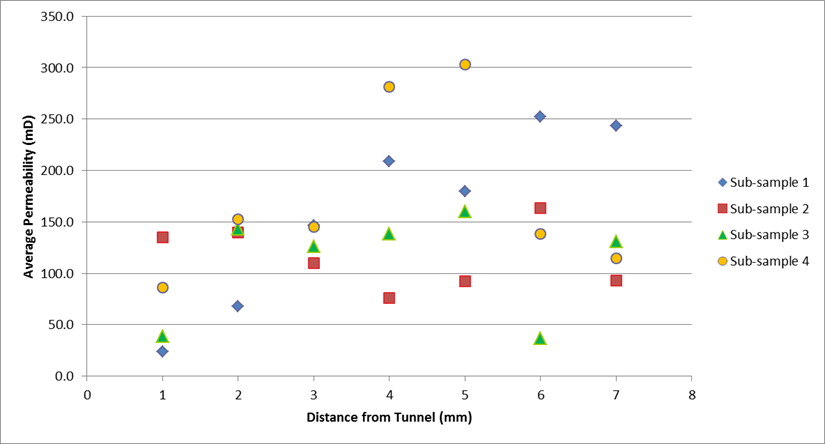 350.0
300.0
250.0
200.0
150.0
100.0
50.0
0.0
Average Permeability (mD)
0 1 2 3 4 5 6 7 8
Distance from Tunnel (mm)
Sub-sample 1
Sub-sample 2
Sub-sample 3
Sub-sample 4